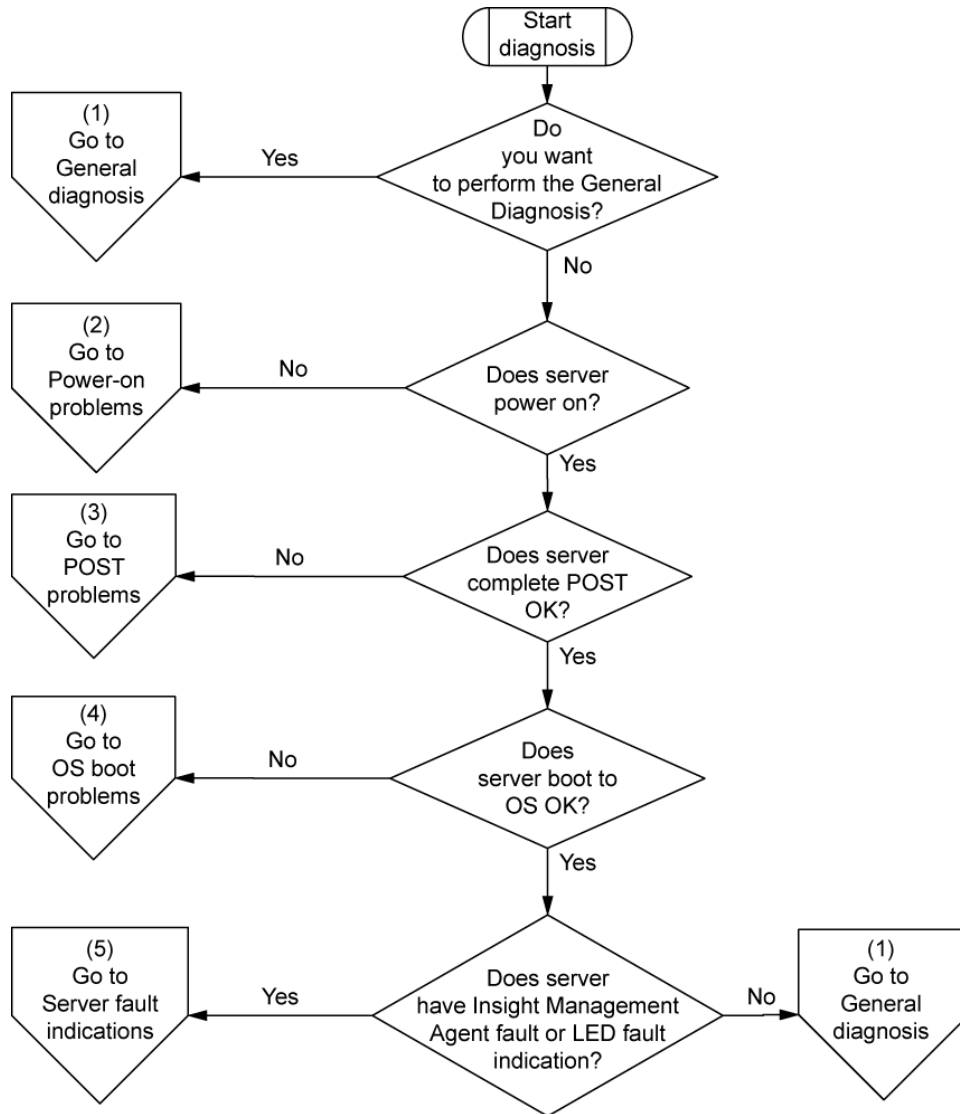 Start
diagnosis
(1)
Go to
General
diagnosis
Yes
Do
you want
to perform the General
Diagnosis?
No
(2)
Go to
Power-on
problems
No
Does server
power on?
Yes
(3)
Go to
POST
problems
No
Does server
complete POST
OK?
Yes
(4)
Go to
OS boot
problems
No
Does
server boot to
OS OK?
Yes
(5)
Go to
Server fault
indications
Yes
Does server
have Insight Management
Agent fault or LED fault
indication?
No
(1)
Go to
General
diagnosis